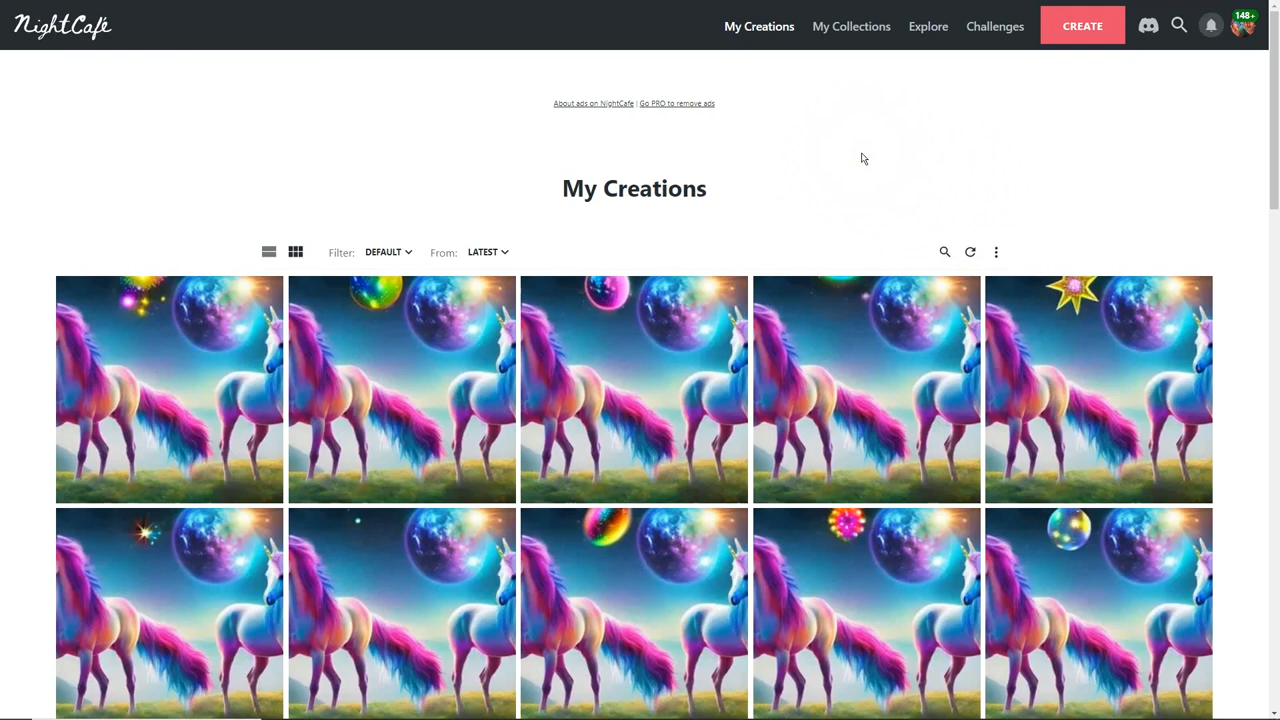 NightCafé
My Creations My Collections Explore Challenges CREATE 148+
About ads on NightCafe | Go PRO to remove ads
My Creations
Filter: DEFAULT From: LATEST